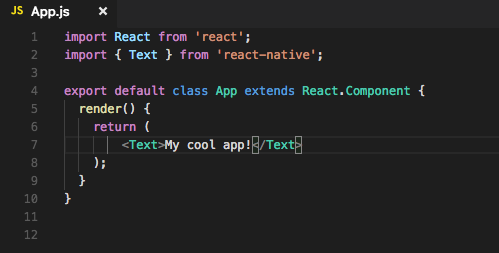 JS App.js ×
1 import React from 'react';
2 import { Text } from 'react-native';
3
4 export default class App extends React.Component {
5   render() {
6     return (
7         <Text>My cool app!</Text>
8     );
9   }
10 }
11
12